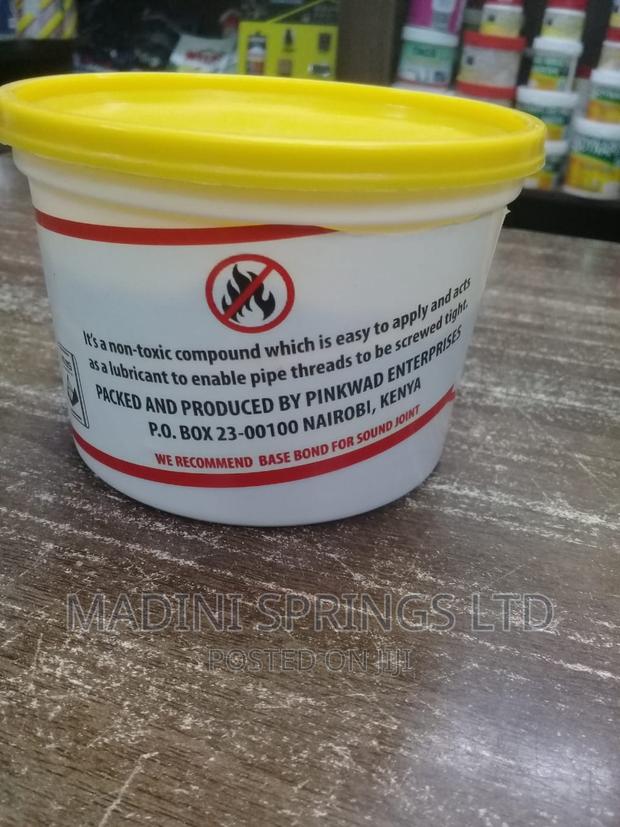 It's a non-toxic compound which is easy to apply and acts
as a lubricant to enable pipe threads to be screwed tight.
PACKED AND PRODUCED BY PINKWAD ENTERPRISES
P.O. BOX 23-00100 NAIROBI, KENYA
WE RECOMMEND BASE BOND FOR SOUND JOINT
MADINI SPRINGS LTD
POSTED ON JIJI